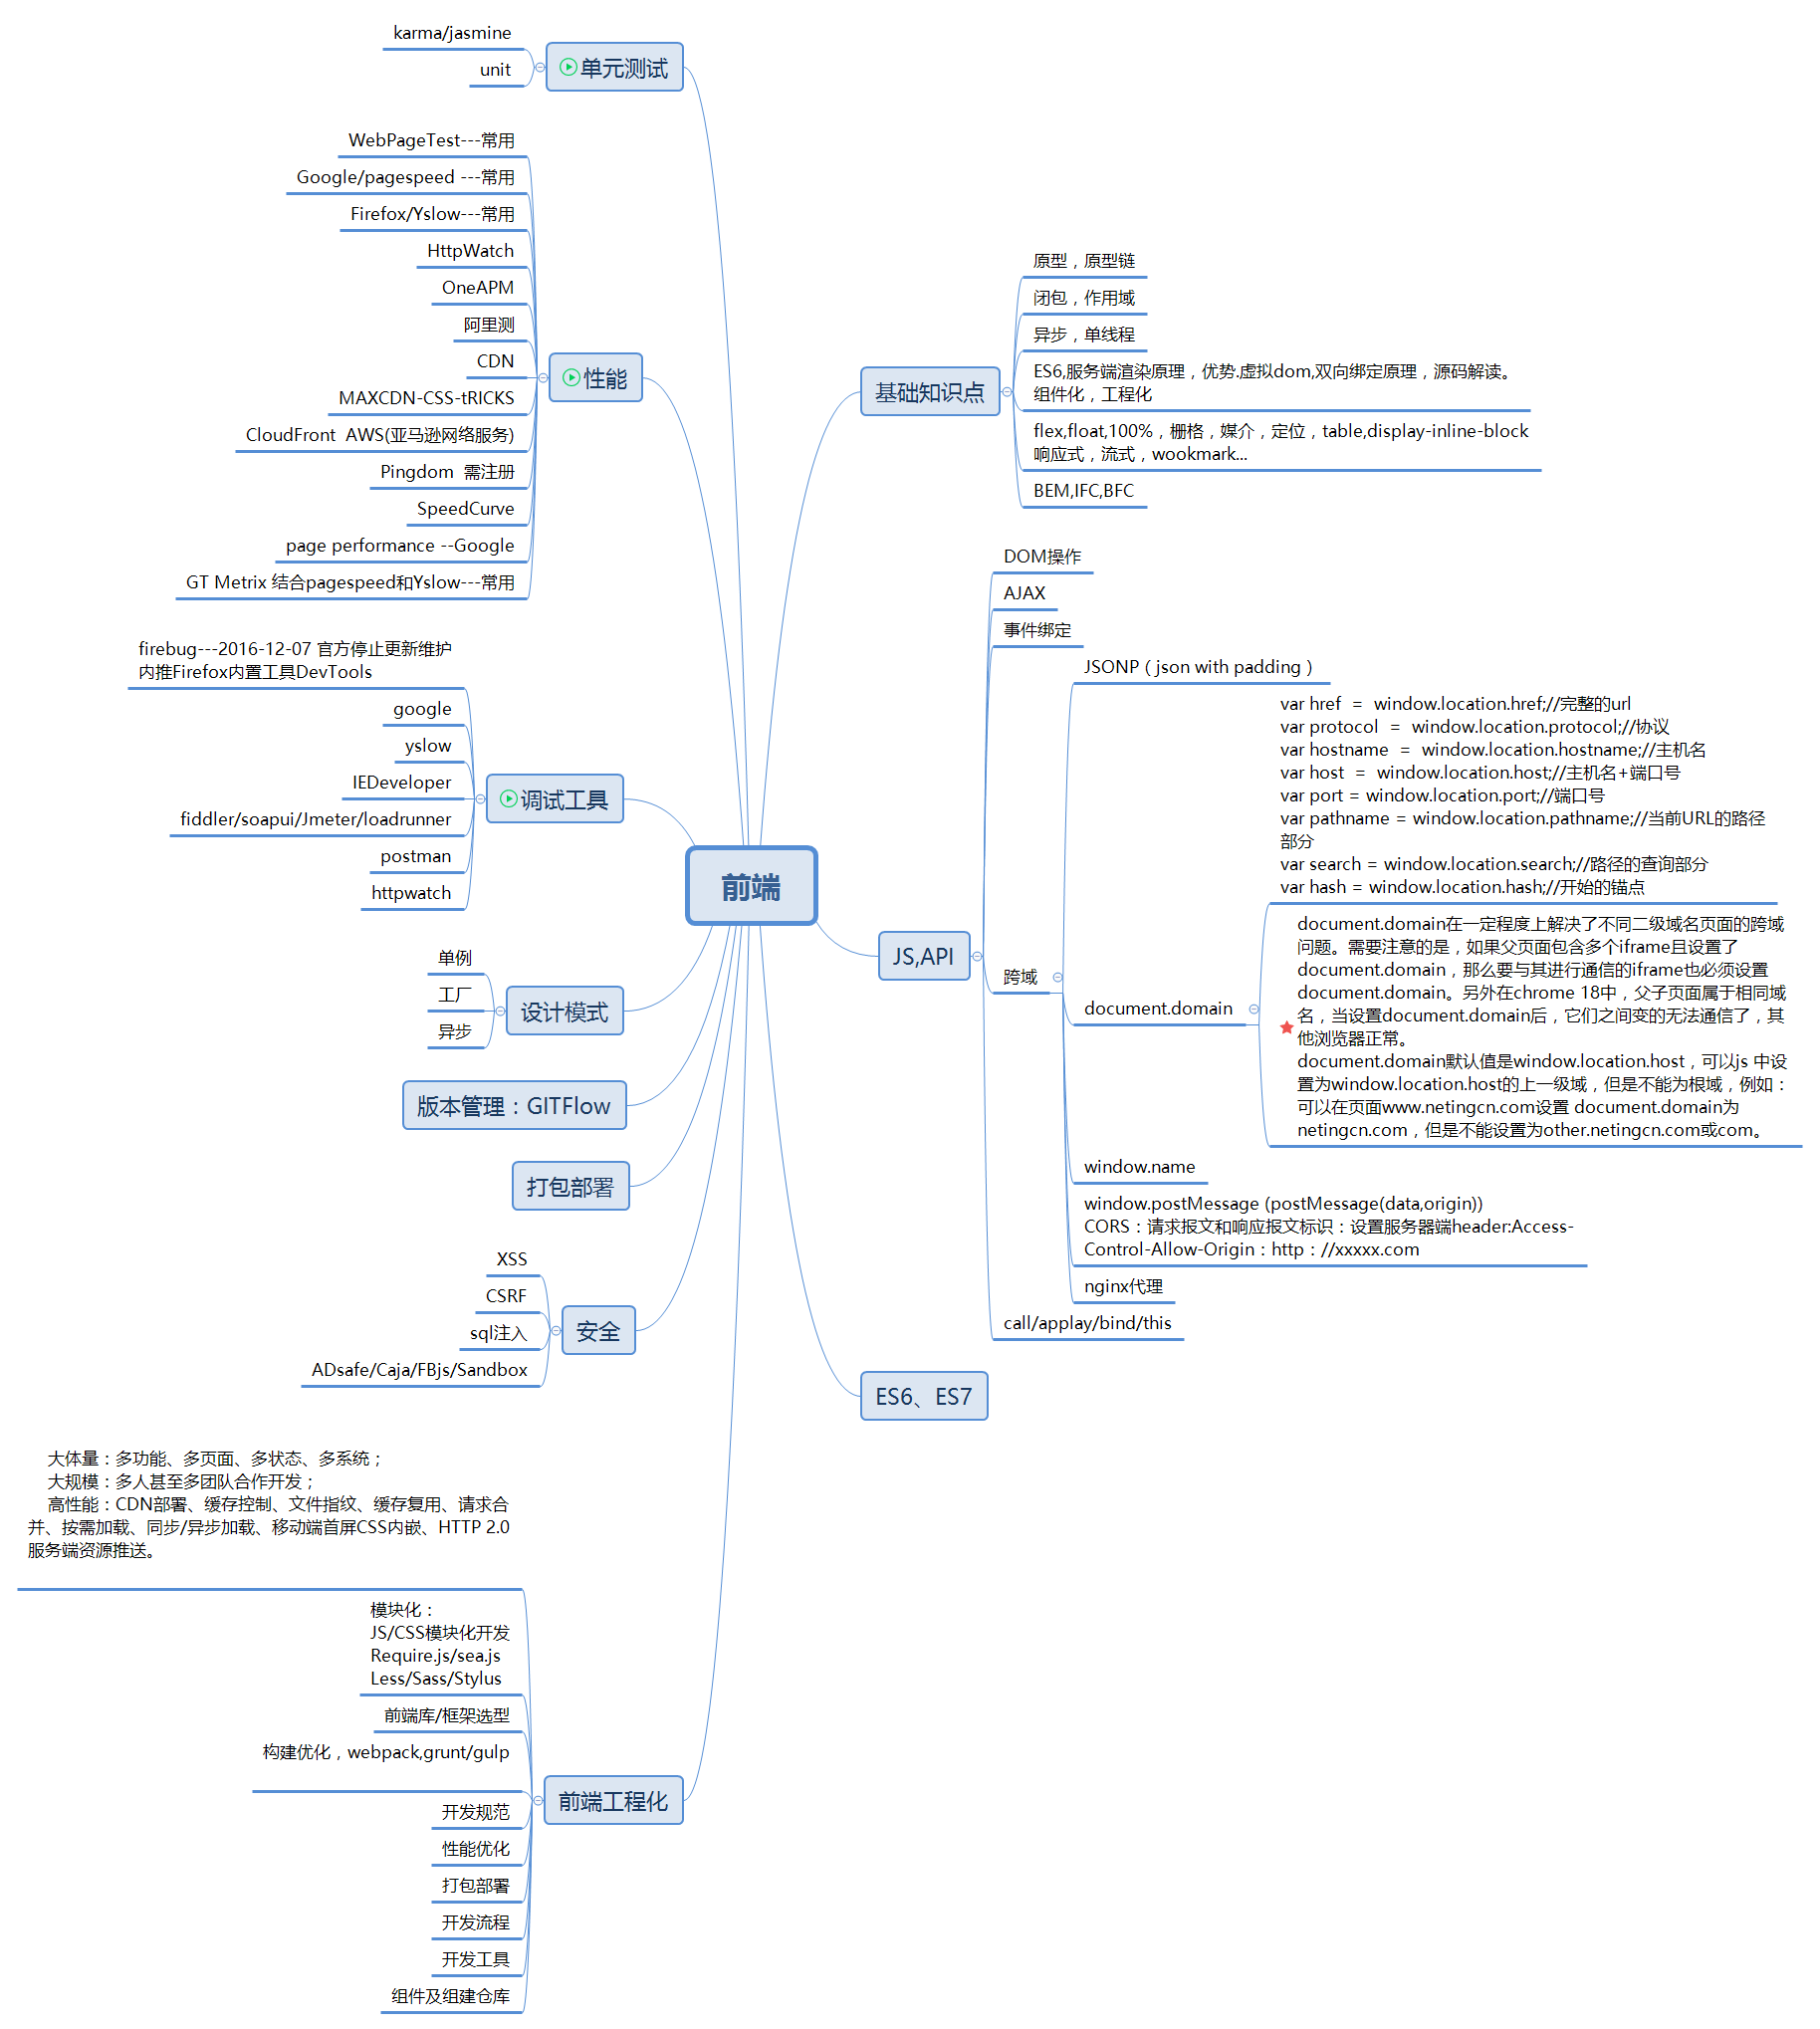 karma/jasmine
unit
单元测试
WebPageTest---常用
Google/pagespeed ---常用
Firefox/Yslow---常用
HttpWatch
OneAPM
阿里测
CDN
MAXCDN-CSS-tRICKS
CloudFront  AWS(亚马逊网络服务)
Pingdom  需注册
SpeedCurve
page performance --Google
GT Metrix 结合pagespeed和Yslow---常用
性能
firebug---2016-12-07 官方停止更新维护
内推Firefox内置工具DevTools
google
yslow
IEDeveloper
fiddler/soapui/Jmeter/loadrunner
postman
httpwatch
调试工具
前端
单例
工厂
异步
设计模式
版本管理：GITFlow
打包部署
XSS
CSRF
sql注入
ADsafe/Caja/FBjs/Sandbox
安全
大体量：多功能、多页面、多状态、多系统；
大规模：多人甚至多团队合作开发；
高性能：CDN部署、缓存控制、文件指纹、缓存复用、请求合
并、按需加载、同步/异步加载、移动端首屏CSS内嵌、HTTP 2.0
服务端资源推送。
模块化：
JS/CSS模块化开发
Require.js/sea.js
Less/Sass/Stylus
前端库/框架选型
构建优化，webpack,grunt/gulp
开发规范
性能优化
打包部署
开发流程
开发工具
组件及组建仓库
前端工程化
基础知识点
原型，原型链
闭包，作用域
异步，单线程
ES6,服务端渲染原理，优势.虚拟dom,双向绑定原理，源码解读。
组件化，工程化
flex,float,100%，栅格，媒介，定位，table,display-inline-block
响应式，流式，wookmark...
BEM,IFC,BFC
JS,API
DOM操作
AJAX
事件绑定
跨域
JSONP（json with padding）
document.domain
var href  =  window.location.href;//完整的url
var protocol  =  window.location.protocol;//协议
var hostname  =  window.location.hostname;//主机名
var host  =  window.location.host;//主机名+端口号
var port = window.location.port;//端口号
var pathname = window.location.pathname;//当前URL的路径
部分
var search = window.location.search;//路径的查询部分
var hash = window.location.hash;//开始的锚点
document.domain在一定程度上解决了不同二级域名页面的跨域
问题。需要注意的是，如果父页面包含多个iframe且设置了
document.domain，那么要与其进行通信的iframe也必须设置
document.domain。另外在chrome 18中，父子页面属于相同域
名，当设置document.domain后，它们之间变的无法通信了，其
他浏览器正常。
document.domain默认值是window.location.host，可以js 中设
置为window.location.host的上一级域，但是不能为根域，例如：
可以在页面www.netingcn.com设置 document.domain为
netingcn.com，但是不能设置为other.netingcn.com或com。
window.name
window.postMessage (postMessage(data,origin))
CORS：请求报文和响应报文标识：设置服务器端header:Access-
Control-Allow-Origin：http：//xxxxx.com
nginx代理
call/applay/bind/this
ES6、ES7